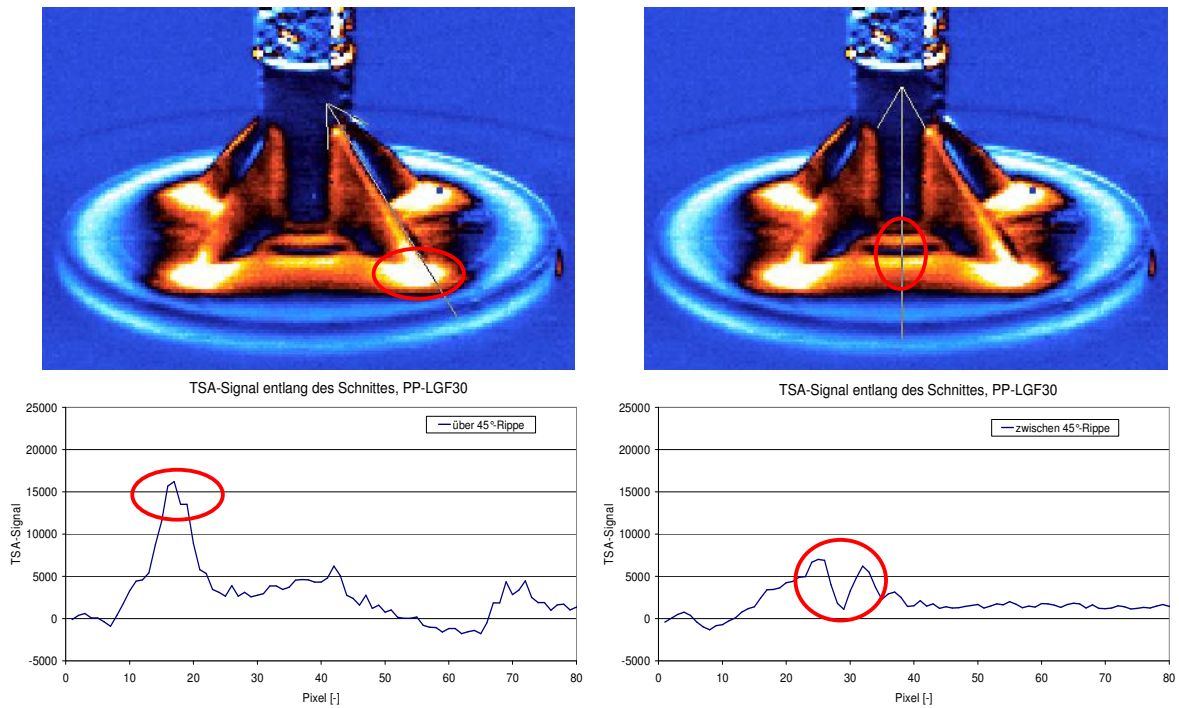 TSA-Signal entlang des Schnittes, PP-LGF30
25000
20000
15000
10000
5000
0
-5000
TSA-Signal
über 45°-Rippe
0 10 20 30 40 50 60 70 80
Pixel [-]
TSA-Signal entlang des Schnittes, PP-LGF30
25000
20000
15000
10000
5000
0
-5000
TSA-Signal
zwischen 45°-Rippe
0 10 20 30 40 50 60 70 80
Pixel [-]